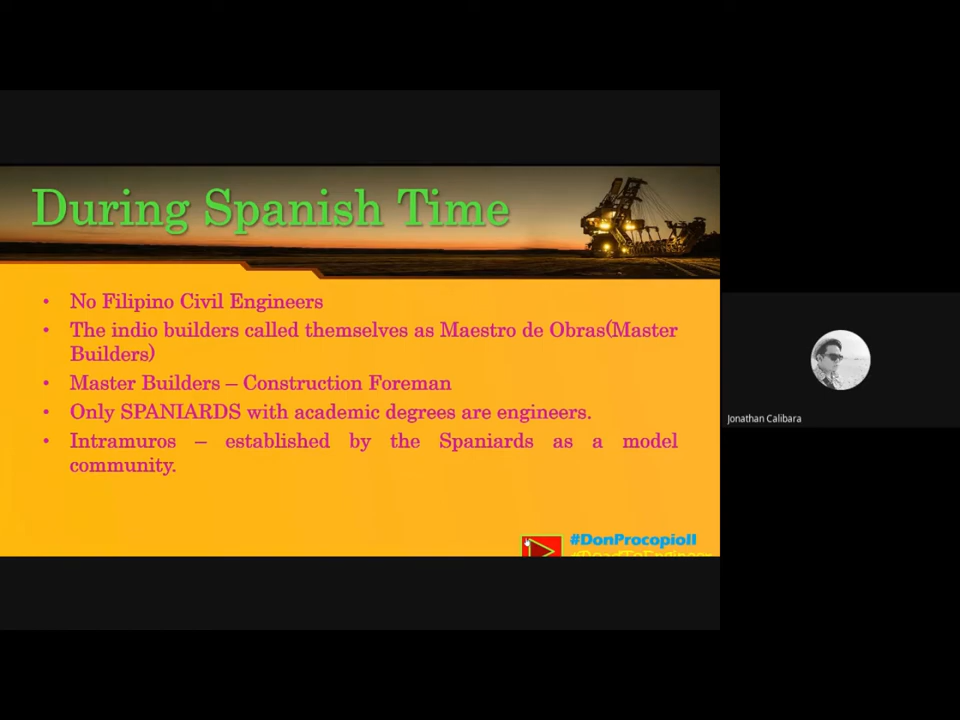 During Spanish Time
• No Filipino Civil Engineers
• The indio builders called themselves as Maestro de Obras(Master
Builders)
• Master Builders – Construction Foreman
• Only SPANIARDS with academic degrees are engineers.
• Intramuros – established by the Spaniards as a model
community.
#DonProcopioII
#RoadToEngineer
Jonathan Calibara